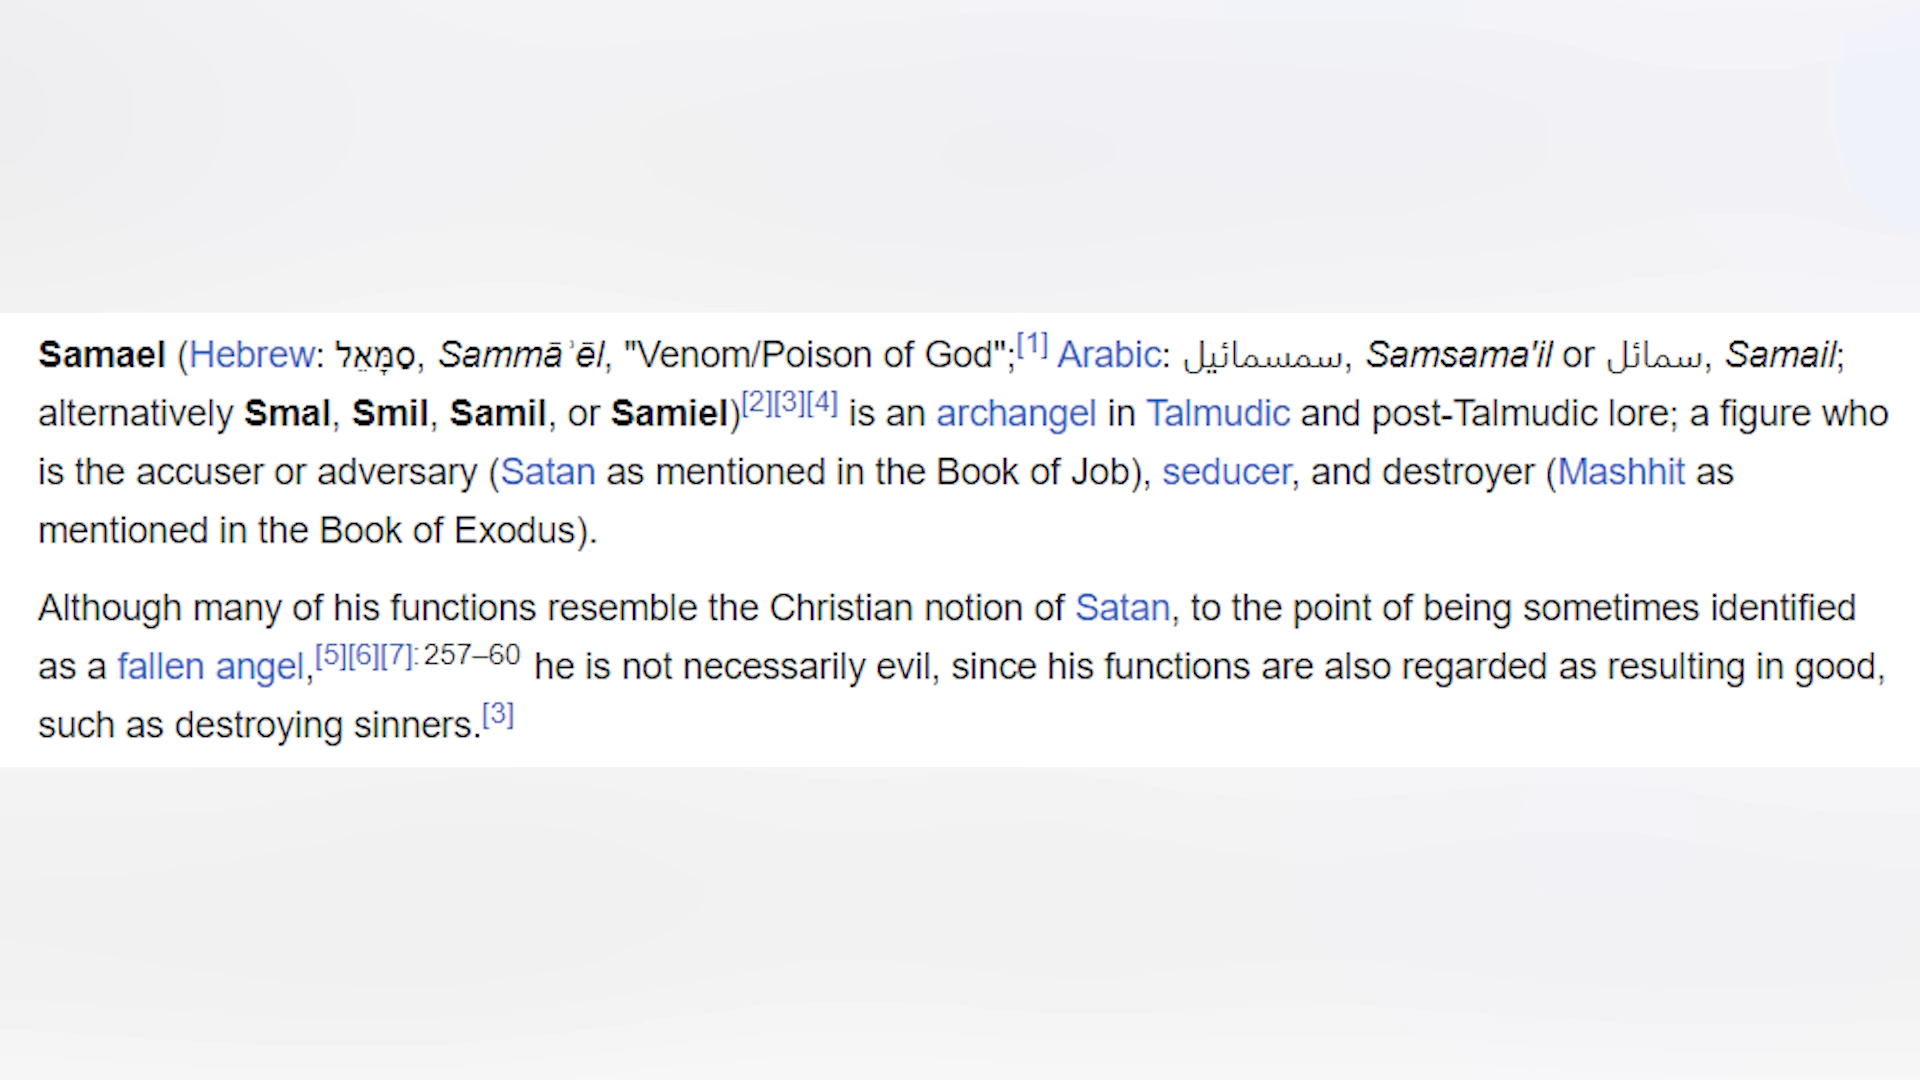 Samael (Hebrew: סַמָּאֵל, Sammāʾēl, "Venom/Poison of God";[1] Arabic: سمسمائيل, Samsama'il or سمائل, Samail;
alternatively Smal, Smil, Samil, or Samiel)[2][3][4] is an archangel in Talmudic and post-Talmudic lore; a figure who
is the accuser or adversary (Satan as mentioned in the Book of Job), seducer, and destroyer (Mashhit as
mentioned in the Book of Exodus).
Although many of his functions resemble the Christian notion of Satan, to the point of being sometimes identified
as a fallen angel,[5][6][7]: 257–60 he is not necessarily evil, since his functions are also regarded as resulting in good,
such as destroying sinners.[3]